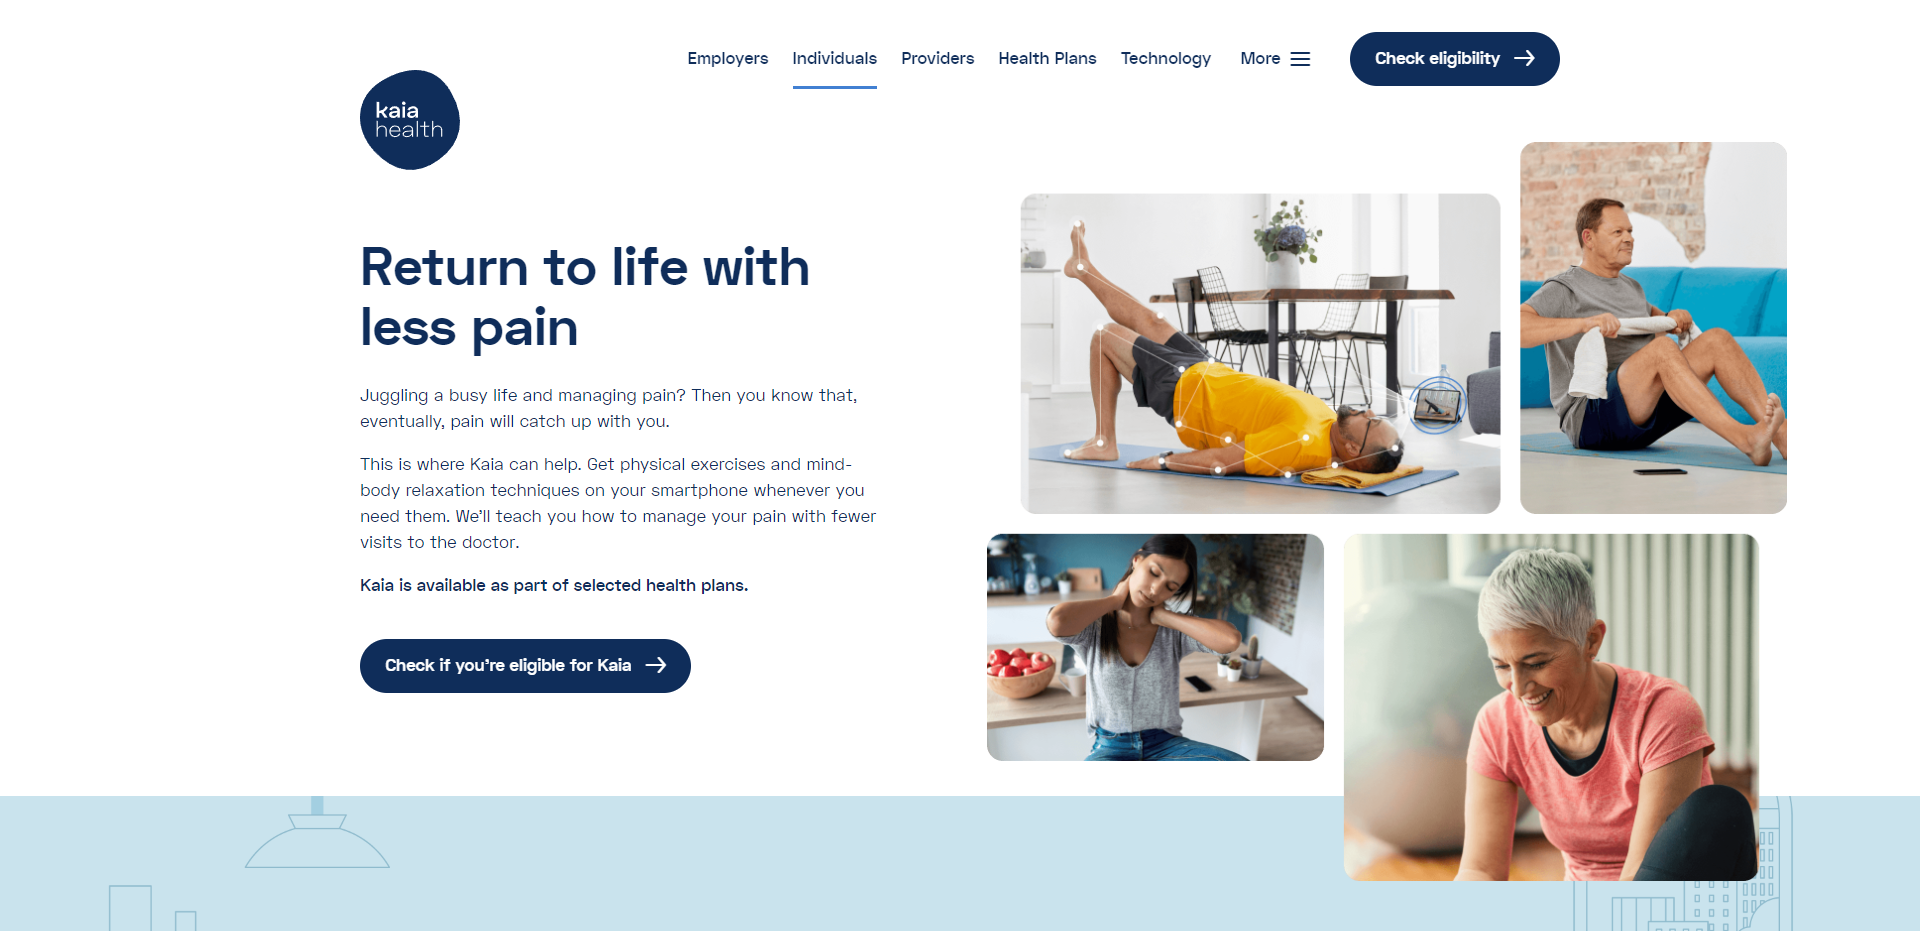 Employers
Individuals
Providers
Health Plans
Technology
More
Check eligibility
kaia
health
Return to life with
less pain
Juggling a busy life and managing pain? Then you know that,
eventually, pain will catch up with you.
This is where Kaia can help. Get physical exercises and mind-
body relaxation techniques on your smartphone whenever you
need them. We’ll teach you how to manage your pain with fewer
visits to the doctor.
Kaia is available as part of selected health plans.
Check if you’re eligible for Kaia